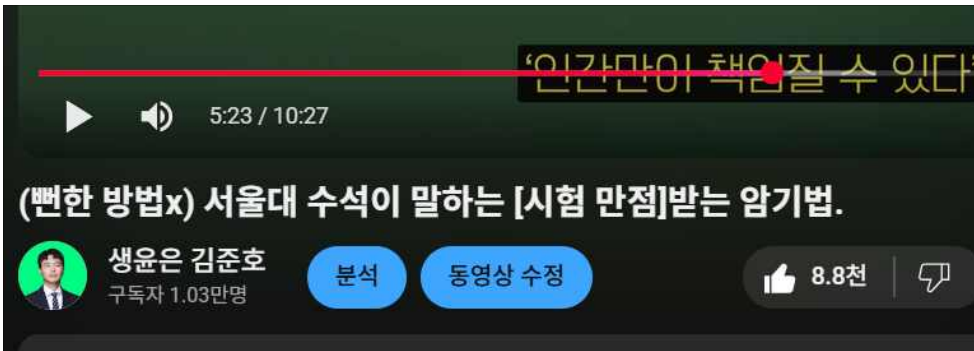 ‘인간만이 책임질 수 있다’
5:23 / 10:27
(뻔한 방법x) 서울대 수석이 말하는 [시험 만점]받는 암기법.
생윤은 김준호
구독자 1.03만명
분석
동영상 수정
8.8천